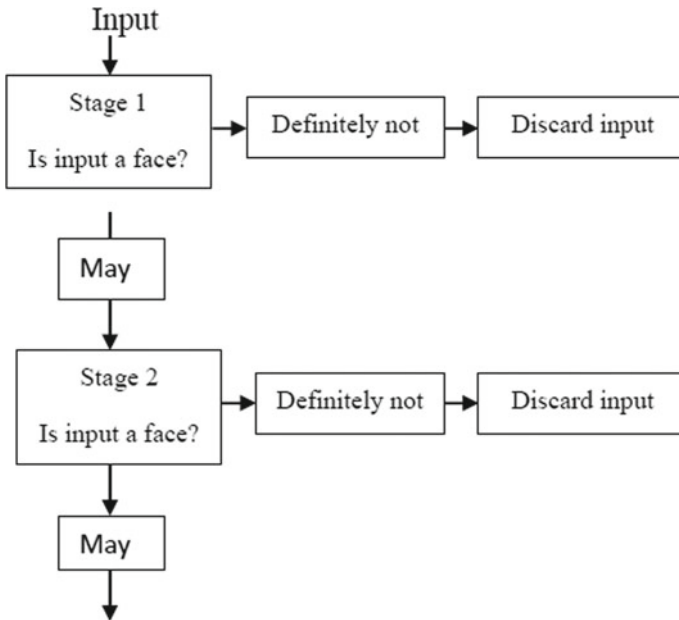 Input
Stage 1
Is input a face?
Definitely not
Discard input
May
Stage 2
Is input a face?
Definitely not
Discard input
May